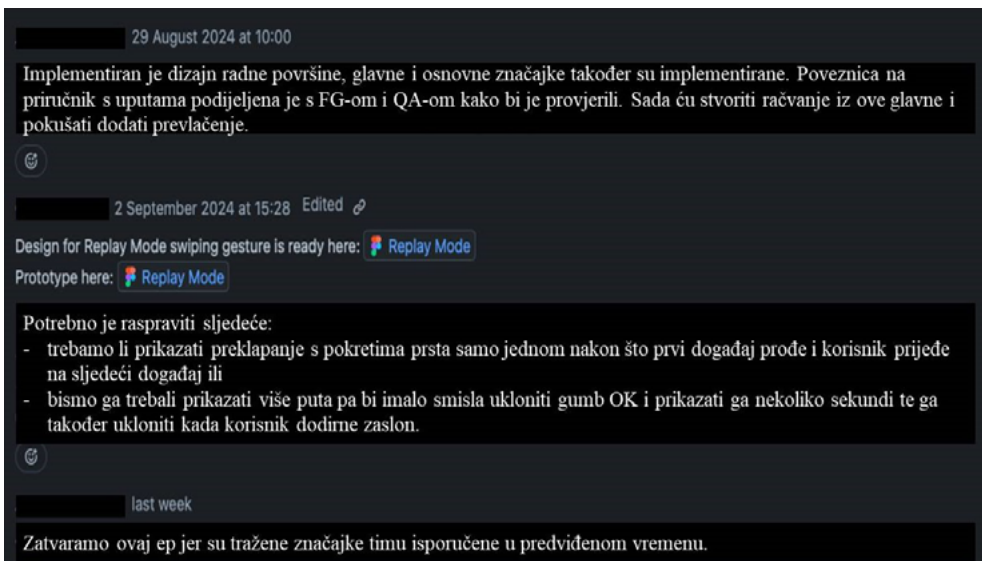 29 August 2024 at 10:00
Implementiran je dizajn radne površine, glavne i osnovne značajke također su implementirane. Poveznica na
priručnik s uputama podijeljena je s FG-om i QA-om kako bi je provjerili. Sada ću stvoriti račvanje iz ove glavne i
pokušati dodati prevlačenje.
2 September 2024 at 15:28 Edited
Design for Replay Mode swiping gesture is ready here: Replay Mode
Prototype here: Replay Mode
Potrebno je raspraviti sljedeće:
- trebamo li prikazati preklapanje s pokretima prsta samo jednom nakon što prvi događaj prođe i korisnik prijeđe
na sljedeći događaj ili
- bismo ga trebali prikazati više puta pa bi imalo smisla ukloniti gumb OK i prikazati ga nekoliko sekundi te ga
također ukloniti kada korisnik dodirne zaslon.
last week
Zatvaramo ovaj ep jer su tražene značajke timu isporučene u predviđenom vremenu.